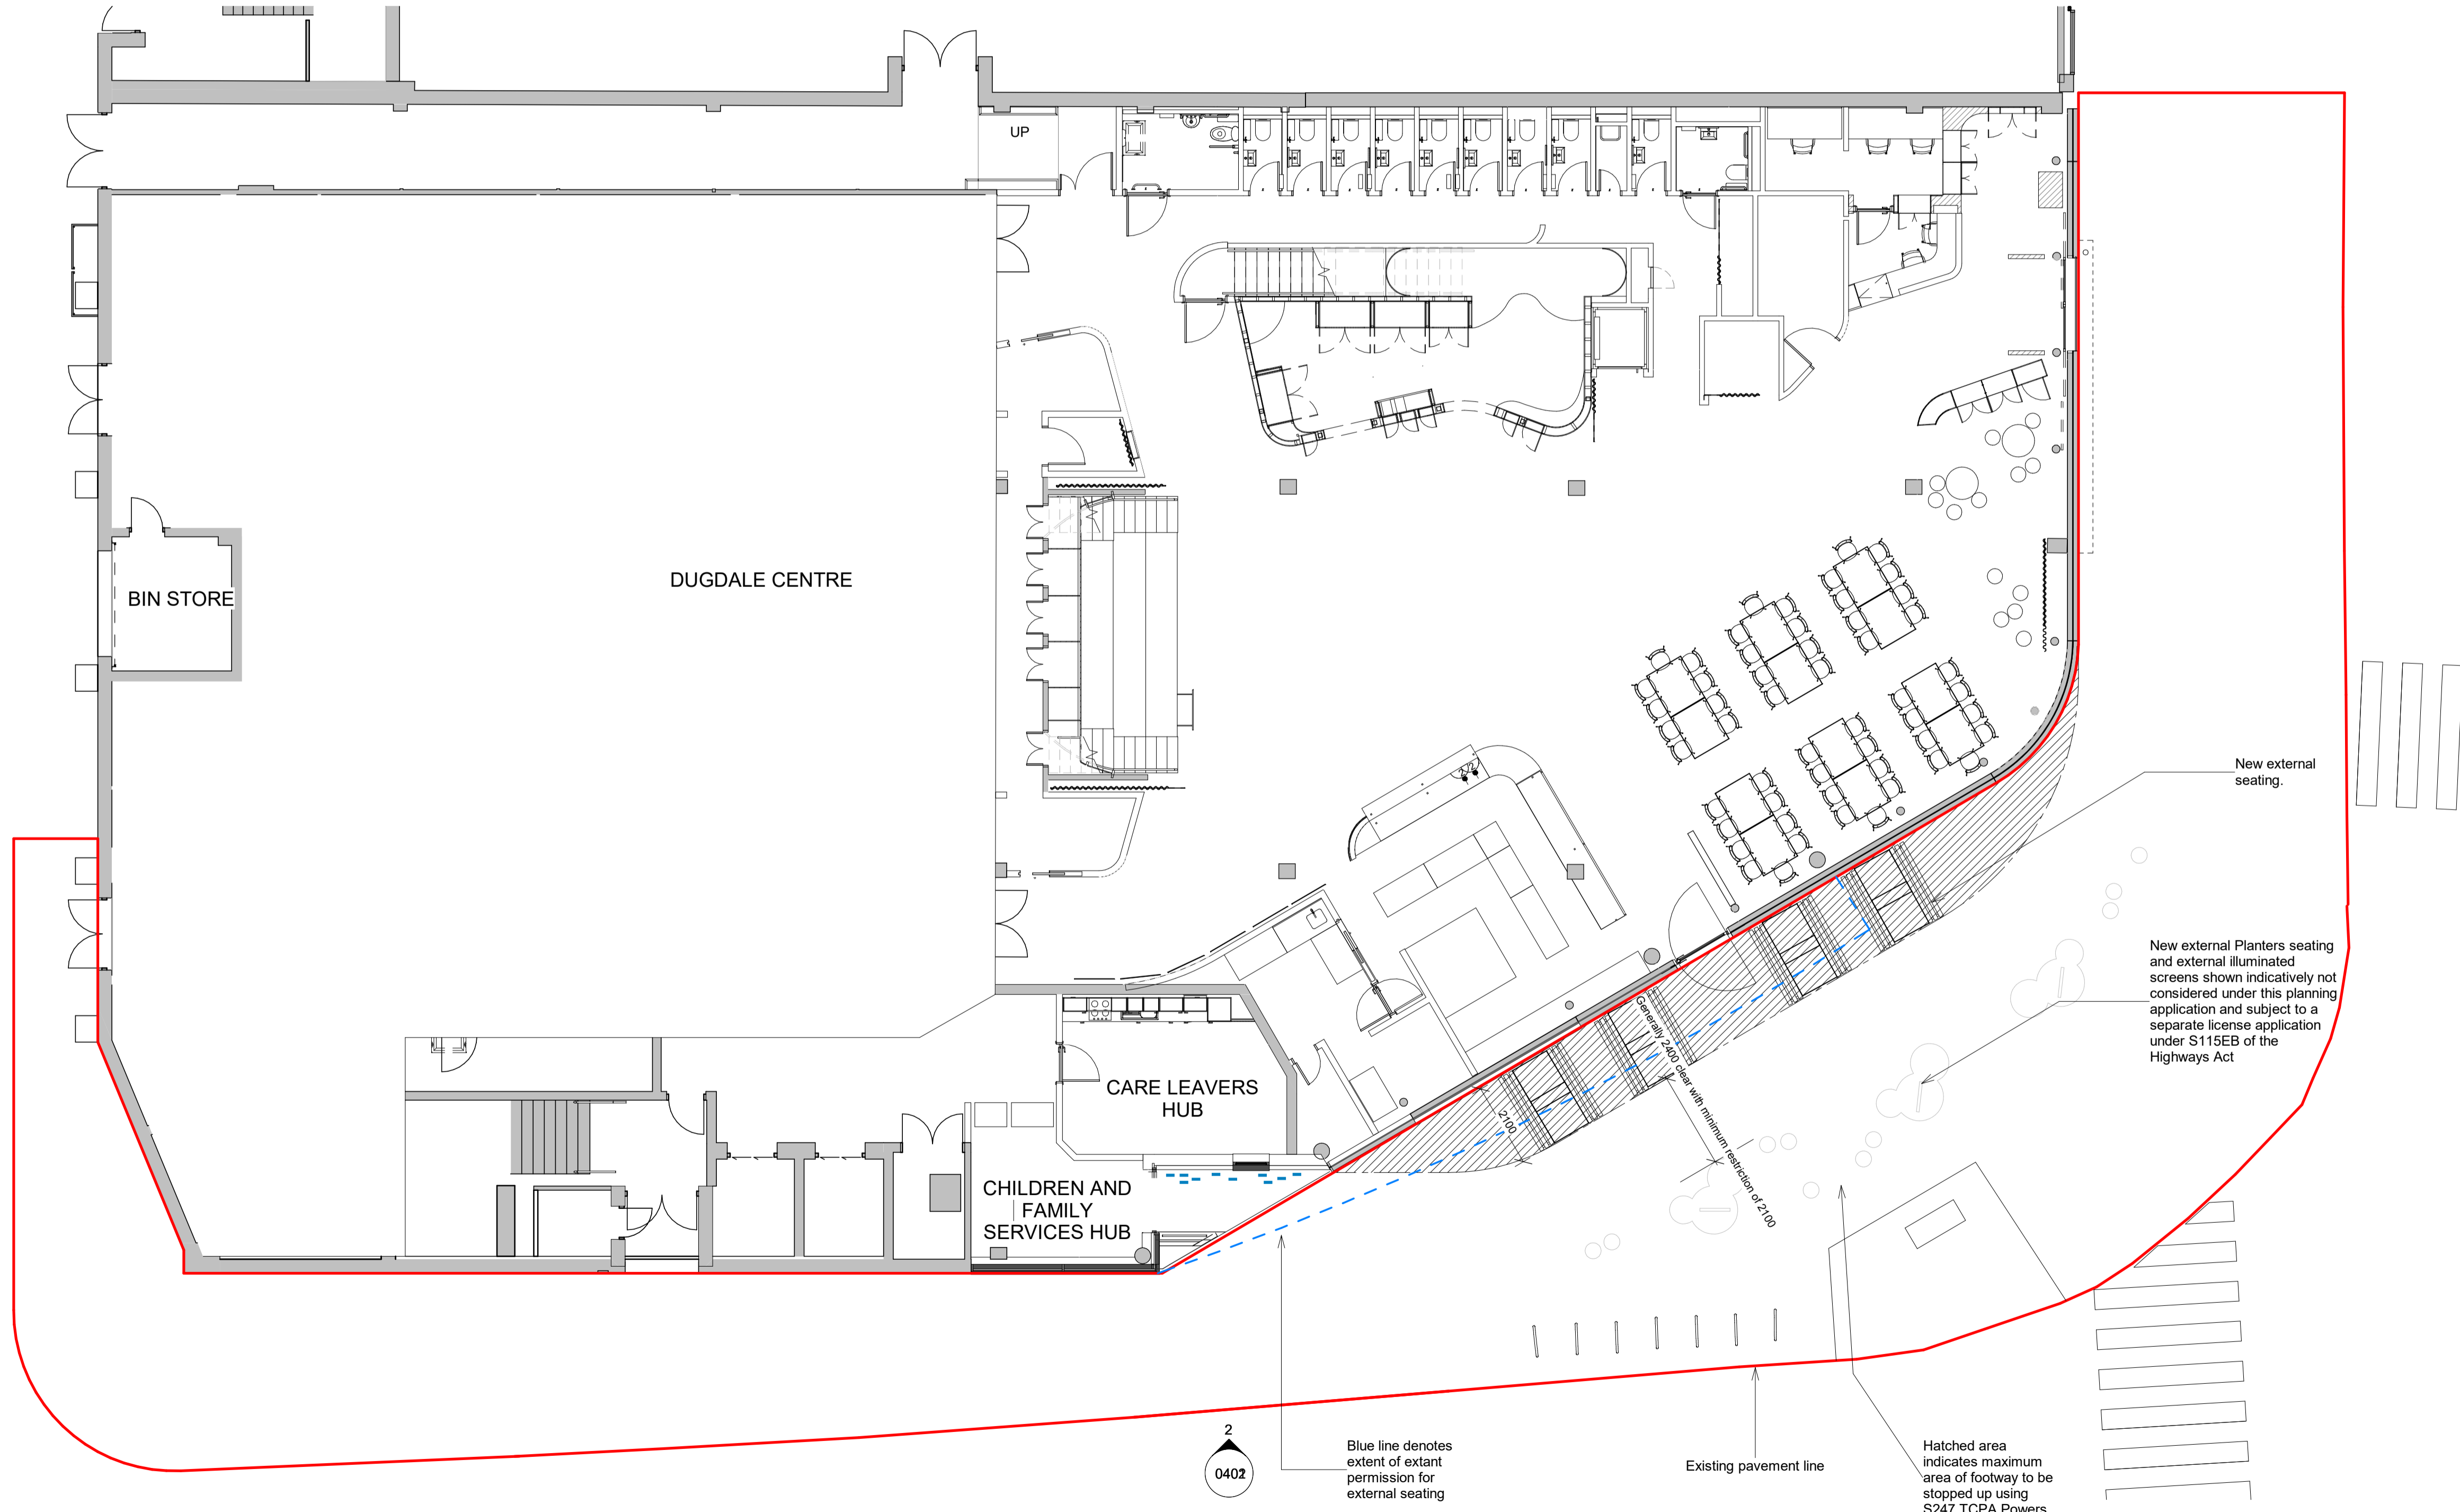 UP
DUGDALE CENTRE
BIN STORE
New external
seating.
New external Planters seating
and external illuminated
screens shown indicatively not
considered under this planning
application and subject to a
separate license application
under S115EB of the
Highways Act
Generally 2400 clear with minimum restriction of 2100
2100
CARE LEAVERS
HUB
CHILDREN AND
FAMILY
SERVICES HUB
2
Blue line denotes
extent of extant
permission for
external seating
Existing pavement line
Hatched area
indicates maximum
area of footway to be
stopped up using
S247 TCPA Powers